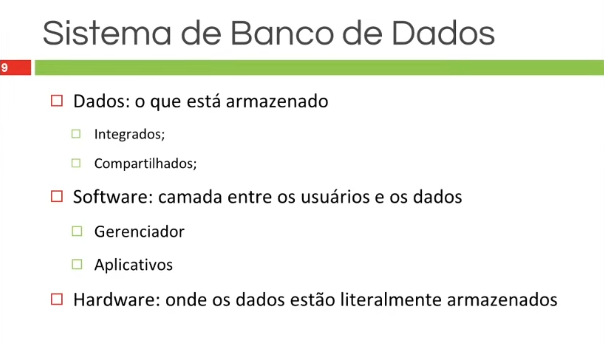 Sistema de Banco de Dados
9
Dados: o que está armazenado
Integrados;
Compartilhados;
Software: camada entre os usuários e os dados
Gerenciador
Aplicativos
Hardware: onde os dados estão literalmente armazenados